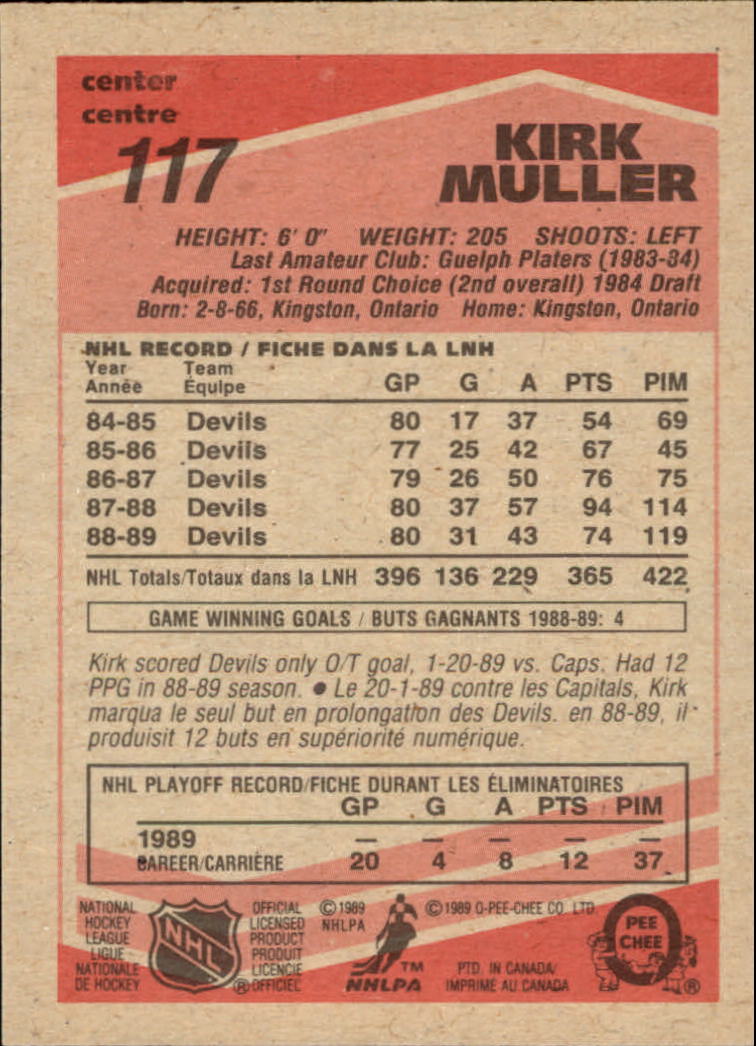 center
centre
117
KIRK
MULLER
HEIGHT: 6' 0" WEIGHT: 205 SHOOTS: LEFT
Last Amateur Club: Guelph Platers (1983-84)
Acquired: 1st Round Choice (2nd overall) 1984 Draft
Born: 2-8-66, Kingston, Ontario Home: Kingston, Ontario
NHL RECORD / FICHE DANS LA LNH
Year Team
Année Équipe GP G A PTS PIM
84-85 Devils 80 17 37 54 69
85-86 Devils 77 25 42 67 45
86-87 Devils 79 26 50 76 75
87-88 Devils 80 37 57 94 114
88-89 Devils 80 31 43 74 119
NHL Totals/Totaux dans la LNH 396 136 229 365 422
GAME WINNING GOALS / BUTS GAGNANTS 1988-89: 4
Kirk scored Devils only O/T goal, 1-20-89 vs. Caps. Had 12
PPG in 88-89 season. ● Le 20-1-89 contre les Capitals, Kirk
marqua le seul but en prolongation des Devils. en 88-89, il
produisit 12 buts en supériorité numérique.
NHL PLAYOFF RECORD/FICHE DURANT LES ÉLIMINATOIRES
GP G A PTS PIM
1989 — — — — —
CAREER/CARRIÈRE 20 4 8 12 37
NATIONAL
HOCKEY
LEAGUE
LIGUE
NATIONALE
DE HOCKEY
NHL
®
OFFICIAL
LICENSED
PRODUCT
PRODUIT
LICENCIE
OFFICIEL
©1989
NHLPA
TM
NHLPA
©1989 O-PEE-CHEE CO. LTD.
PTD. IN CANADA/
IMPRIMÉ AU CANADA
O
PEE
CHEE
®